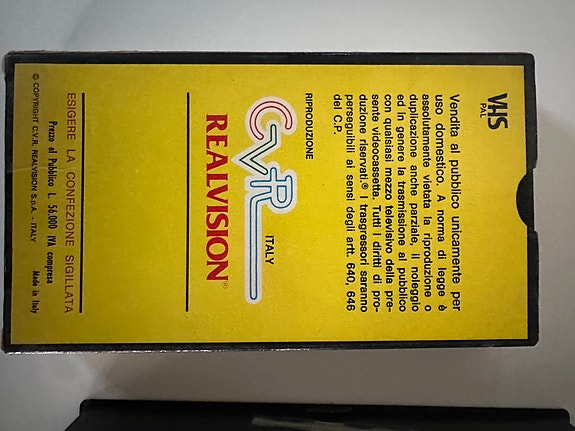 VHS
PAL
Vendita al pubblico unicamente per
uso domestico. A norma di legge è
assolutamente vietata la riproduzione o
duplicazione anche parziale, il noleggio
ed in genere la trasmissione al pubblico
con qualsiasi mezzo televisivo della pre-
sente videocassetta. Tutti i diritti di pro-
duzione riservati.® I trasgressori saranno
perseguibili ai sensi degli artt. 640, 646
del C.P.
RIPRODUZIONE
CVR
ITALY
REALVISION®
ESIGERE LA CONFEZIONE SIGILLATA
Prezzo al Pubblico L. 56.000 IVA compresa
Made in Italy
© COPYRIGHT C.V.R. REALVISION S.p.A. - ITALY